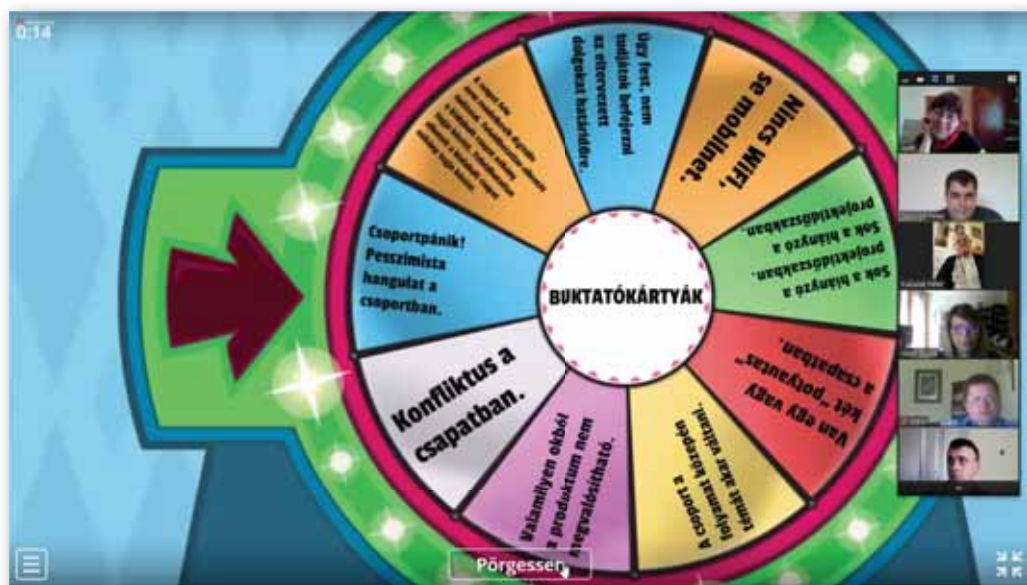 0:14
Úgy fest, nem
tudjátok befejezni
az eltervezett
dolgokat határidőre.
Nincs WiFi,
se mobilnet.
Sok a hiányzó a
projektidőszakban.
Sok a hiányzó a
projektidőszakban.
Van egy vagy
két "potyautas"
a csapatban.
A csoport a
folyamat közepén
témát akar váltani.
Valamilyen okból
a produktum nem
megvalósítható.
Konfliktus a
csapatban.
Csoportpánik!
Pesszimista
hangulat a
csoportban.
BUKTATÓKÁRTYÁK
Pörgessen